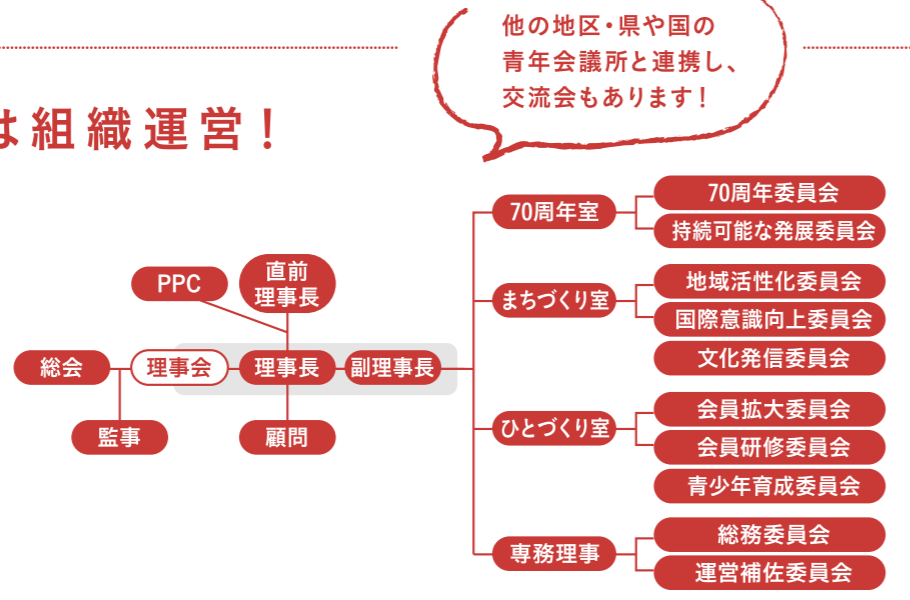 他の地区・県や国の
青年会議所と連携し、
交流会もあります！
は組織運営！
PPC
直前
理事長
総会
理事会
理事長
副理事長
監事
顧問
70周年室
70周年委員会
持続可能な発展委員会
まちづくり室
地域活性化委員会
国際意識向上委員会
文化発信委員会
ひとづくり室
会員拡大委員会
会員研修委員会
青少年育成委員会
専務理事
総務委員会
運営補佐委員会